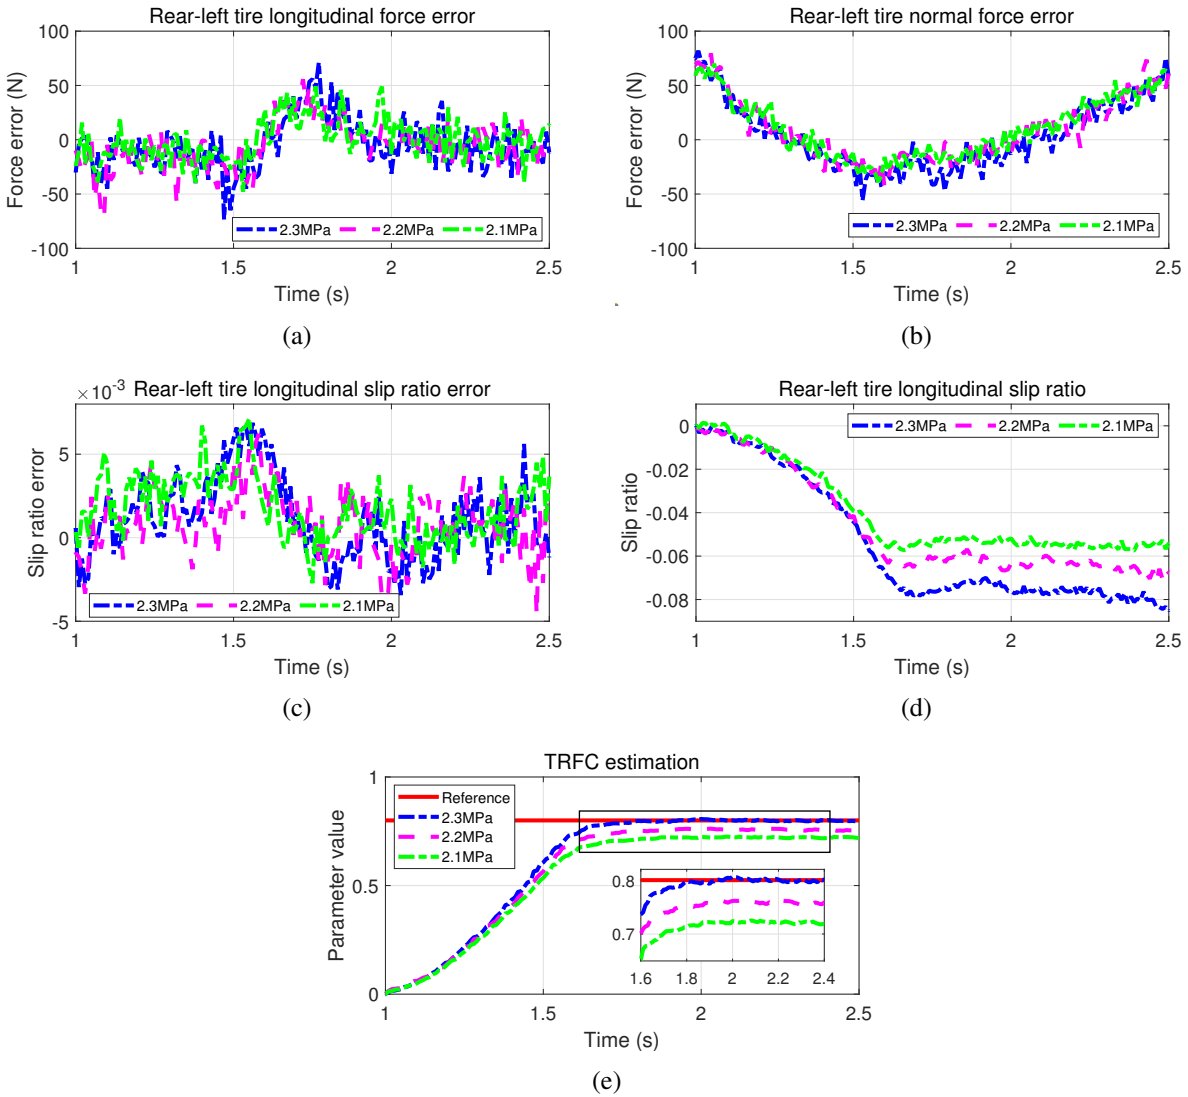 Rear-left tire longitudinal force error
Force error (N)
100
50
0
-50
-100
2.3MPa 2.2MPa 2.1MPa
1 1.5 2 2.5
Time (s)
(a)
Rear-left tire normal force error
Force error (N)
100
50
0
-50
-100
2.3MPa 2.2MPa 2.1MPa
1 1.5 2 2.5
Time (s)
(b)
×10-3
Rear-left tire longitudinal slip ratio error
Slip ratio error
5
0
-5
2.3MPa 2.2MPa 2.1MPa
1 1.5 2 2.5
Time (s)
(c)
Rear-left tire longitudinal slip ratio
Slip ratio
0
-0.02
-0.04
-0.06
-0.08
2.3MPa 2.2MPa 2.1MPa
1 1.5 2 2.5
Time (s)
(d)
TRFC estimation
Parameter value
1
0.5
0
Reference
2.3MPa
2.2MPa
2.1MPa
0.8
0.7
1.6 1.8 2 2.2 2.4
1 1.5 2 2.5
Time (s)
(e)